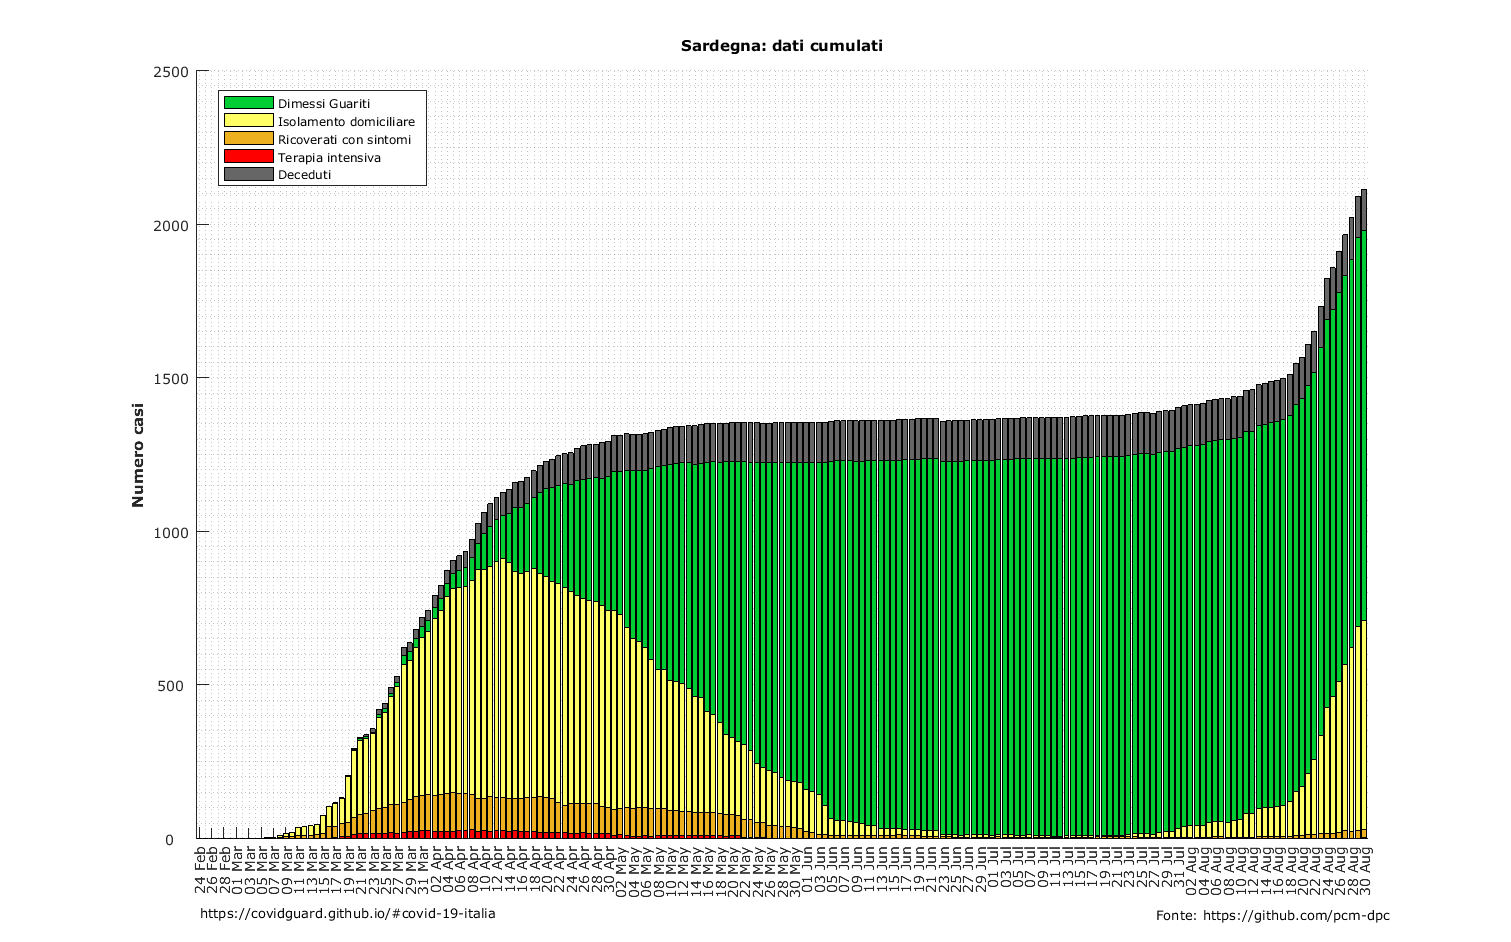 Sardegna: dati cumulati
2500
2000
1500
1000
500
0
Numero casi
Dimessi Guariti
Isolamento domiciliare
Ricoverati con sintomi
Terapia intensiva
Deceduti
24 Feb
26 Feb
28 Feb
01 Mar
03 Mar
05 Mar
07 Mar
09 Mar
11 Mar
13 Mar
15 Mar
17 Mar
19 Mar
21 Mar
23 Mar
25 Mar
27 Mar
29 Mar
31 Mar
02 Apr
04 Apr
06 Apr
08 Apr
10 Apr
12 Apr
14 Apr
16 Apr
18 Apr
20 Apr
22 Apr
24 Apr
26 Apr
28 Apr
30 Apr
02 May
04 May
06 May
08 May
10 May
12 May
14 May
16 May
18 May
20 May
22 May
24 May
26 May
28 May
30 May
01 Jun
03 Jun
05 Jun
07 Jun
09 Jun
11 Jun
13 Jun
15 Jun
17 Jun
19 Jun
21 Jun
23 Jun
25 Jun
27 Jun
29 Jun
01 Jul
03 Jul
05 Jul
07 Jul
09 Jul
11 Jul
13 Jul
15 Jul
17 Jul
19 Jul
21 Jul
23 Jul
25 Jul
27 Jul
29 Jul
31 Jul
02 Aug
04 Aug
06 Aug
08 Aug
10 Aug
12 Aug
14 Aug
16 Aug
18 Aug
20 Aug
22 Aug
24 Aug
26 Aug
28 Aug
30 Aug
https://covidguard.github.io/#covid-19-italia
Fonte: https://github.com/pcm-dpc